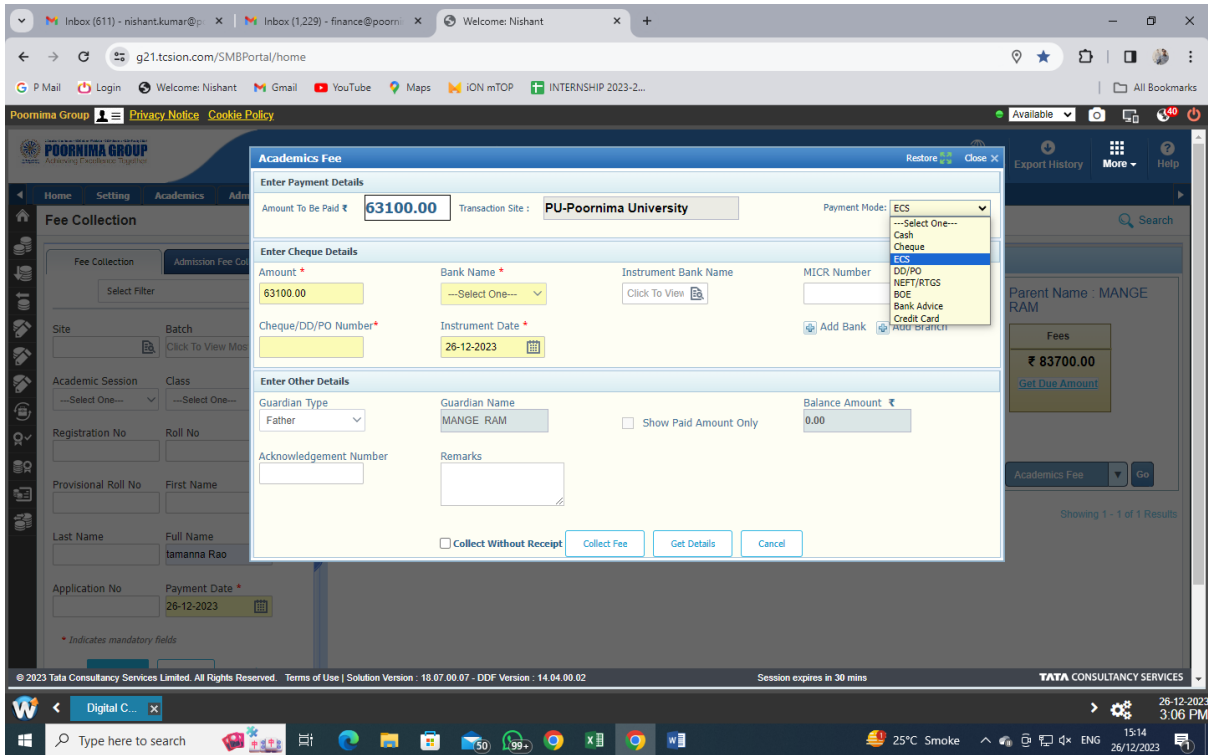 Inbox (611) - nishant.kumar@p
Inbox (1,229) - finance@poorni
Welcome: Nishant
g21.tcsion.com/SMBPortal/home
P Mail
Login
Welcome: Nishant
Gmail
YouTube
Maps
iON mTOP
INTERNSHIP 2023-2...
All Bookmarks
Poornima Group
Privacy Notice
Cookie Policy
Available
40
POORNIMA GROUP
Achieving Excellence Together
Export History
More
Help
Home
Setting
Academics
Adm
Fee Collection
Search
Fee Collection
Admission Fee Col
Select Filter
Site
Batch
Click To View Mos
Academic Session
Class
---Select One---
---Select One---
Registration No
Roll No
Provisional Roll No
First Name
Last Name
Full Name
tamanna Rao
Application No
Payment Date *
26-12-2023
* Indicates mandatory fields
Academics Fee
Restore
Close X
Enter Payment Details
Amount To Be Paid ₹
63100.00
Transaction Site :
PU-Poornima University
Payment Mode:
ECS
---Select One---
Cash
Cheque
ECS
DD/PO
NEFT/RTGS
BOE
Bank Advice
Credit Card
Enter Cheque Details
Amount *
Bank Name *
Instrument Bank Name
MICR Number
63100.00
---Select One---
Click To View
Cheque/DD/PO Number*
Instrument Date *
Add Bank
Add Branch
26-12-2023
Enter Other Details
Guardian Type
Guardian Name
Balance Amount ₹
Father
MANGE RAM
Show Paid Amount Only
0.00
Acknowledgement Number
Remarks
Collect Without Receipt
Collect Fee
Get Details
Cancel
Parent Name : MANGE
RAM
Fees
₹ 83700.00
Get Due Amount
Academics Fee
Go
Showing 1 - 1 of 1 Results
© 2023 Tata Consultancy Services Limited. All Rights Reserved. Terms of Use | Solution Version : 18.07.00.07 - DDF Version : 14.04.00.02
Session expires in 30 mins
TATA CONSULTANCY SERVICES
Digital C...
26-12-2023
3:06 PM
Type here to search
50
99+
25°C Smoke
ENG
15:14
26/12/2023